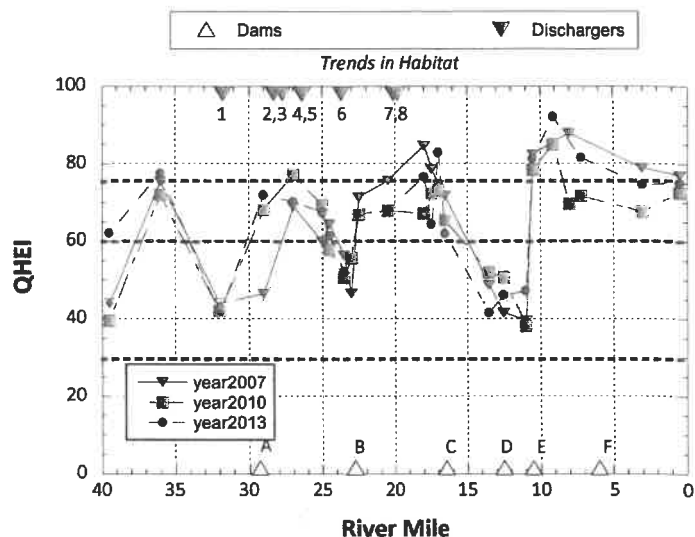 Dams Dischargers
Trends in Habitat
100
1 2,3 4,5 6 7,8
80
60
QHEI
40
year2007
year2010
year2013
20
A B C D E F
0
40 35 30 25 20 15 10 5 0
River Mile